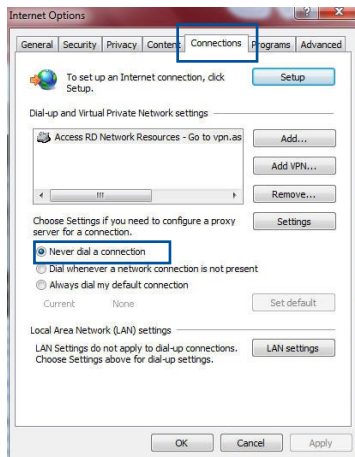 Internet Options
General Security Privacy Content Connections Programs Advanced
To set up an Internet connection, click Setup
Setup.
Dial-up and Virtual Private Network settings
Access RD Network Resources - Go to vpn.as Add...
Add VPN...
Remove...
Choose Settings if you need to configure a proxy Settings
server for a connection.
Never dial a connection
Dial whenever a network connection is not present
Always dial my default connection
Current None Set default
Local Area Network (LAN) settings
LAN Settings do not apply to dial-up connections. LAN settings
Choose Settings above for dial-up settings.
OK Cancel Apply